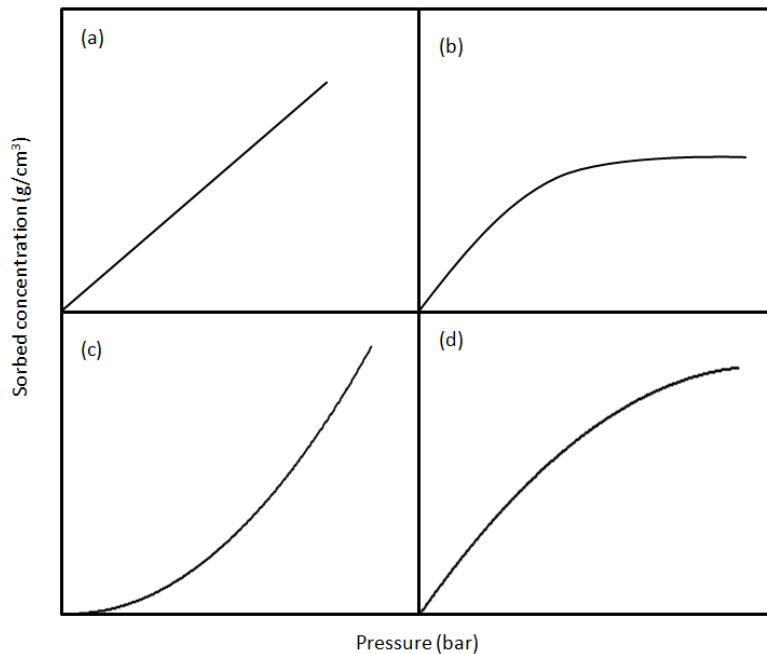 (a)
(b)
Sorbed concentration (g/cm³)
(c)
(d)
Pressure (bar)